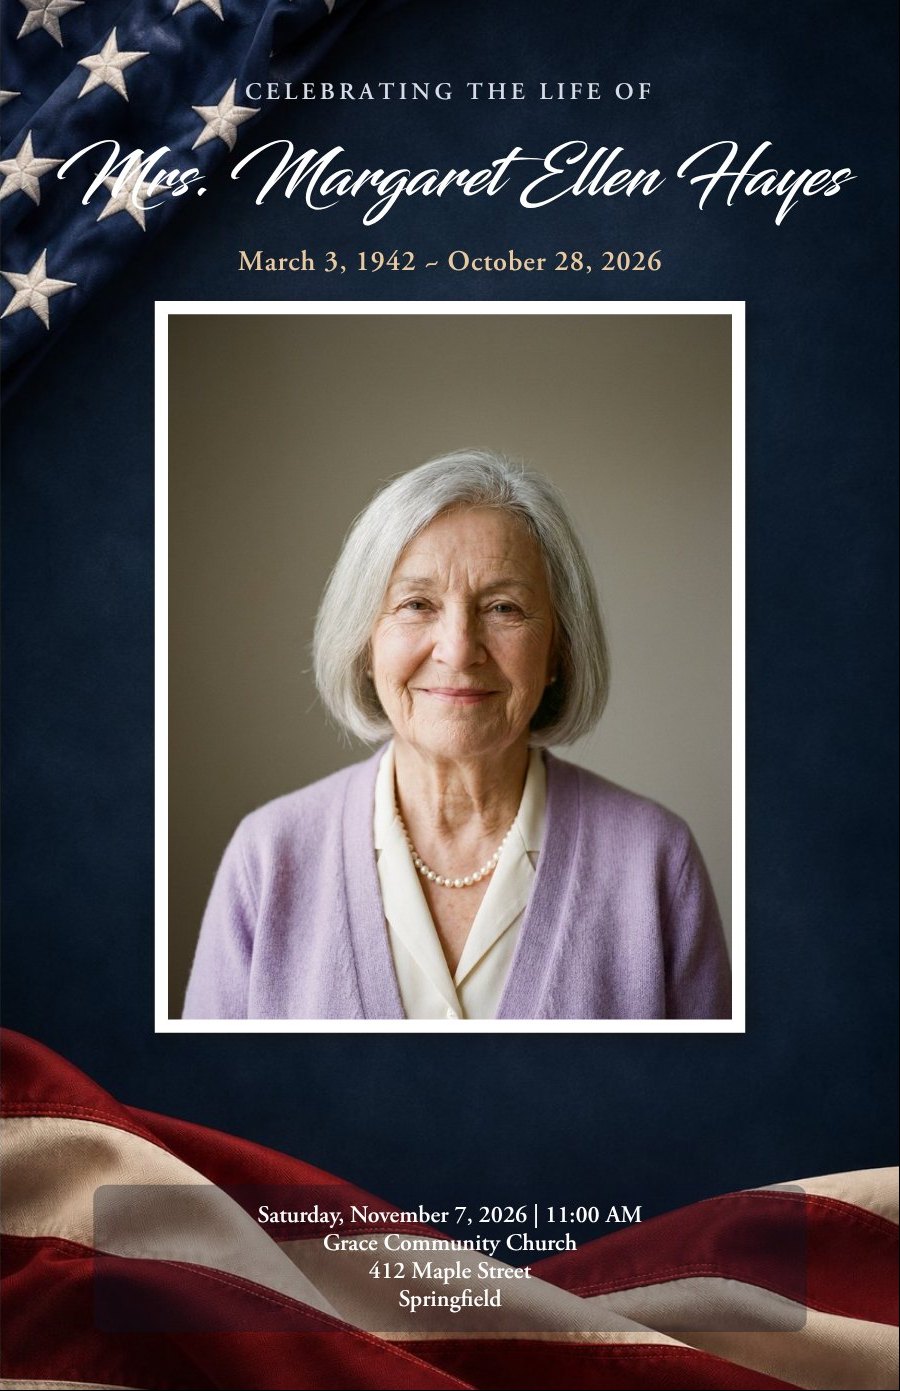 CELEBRATING THE LIFE OF
Mrs. Margaret Ellen Hayes
March 3, 1942 ~ October 28, 2026
Saturday, November 7, 2026 | 11:00 AM
Grace Community Church
412 Maple Street
Springfield